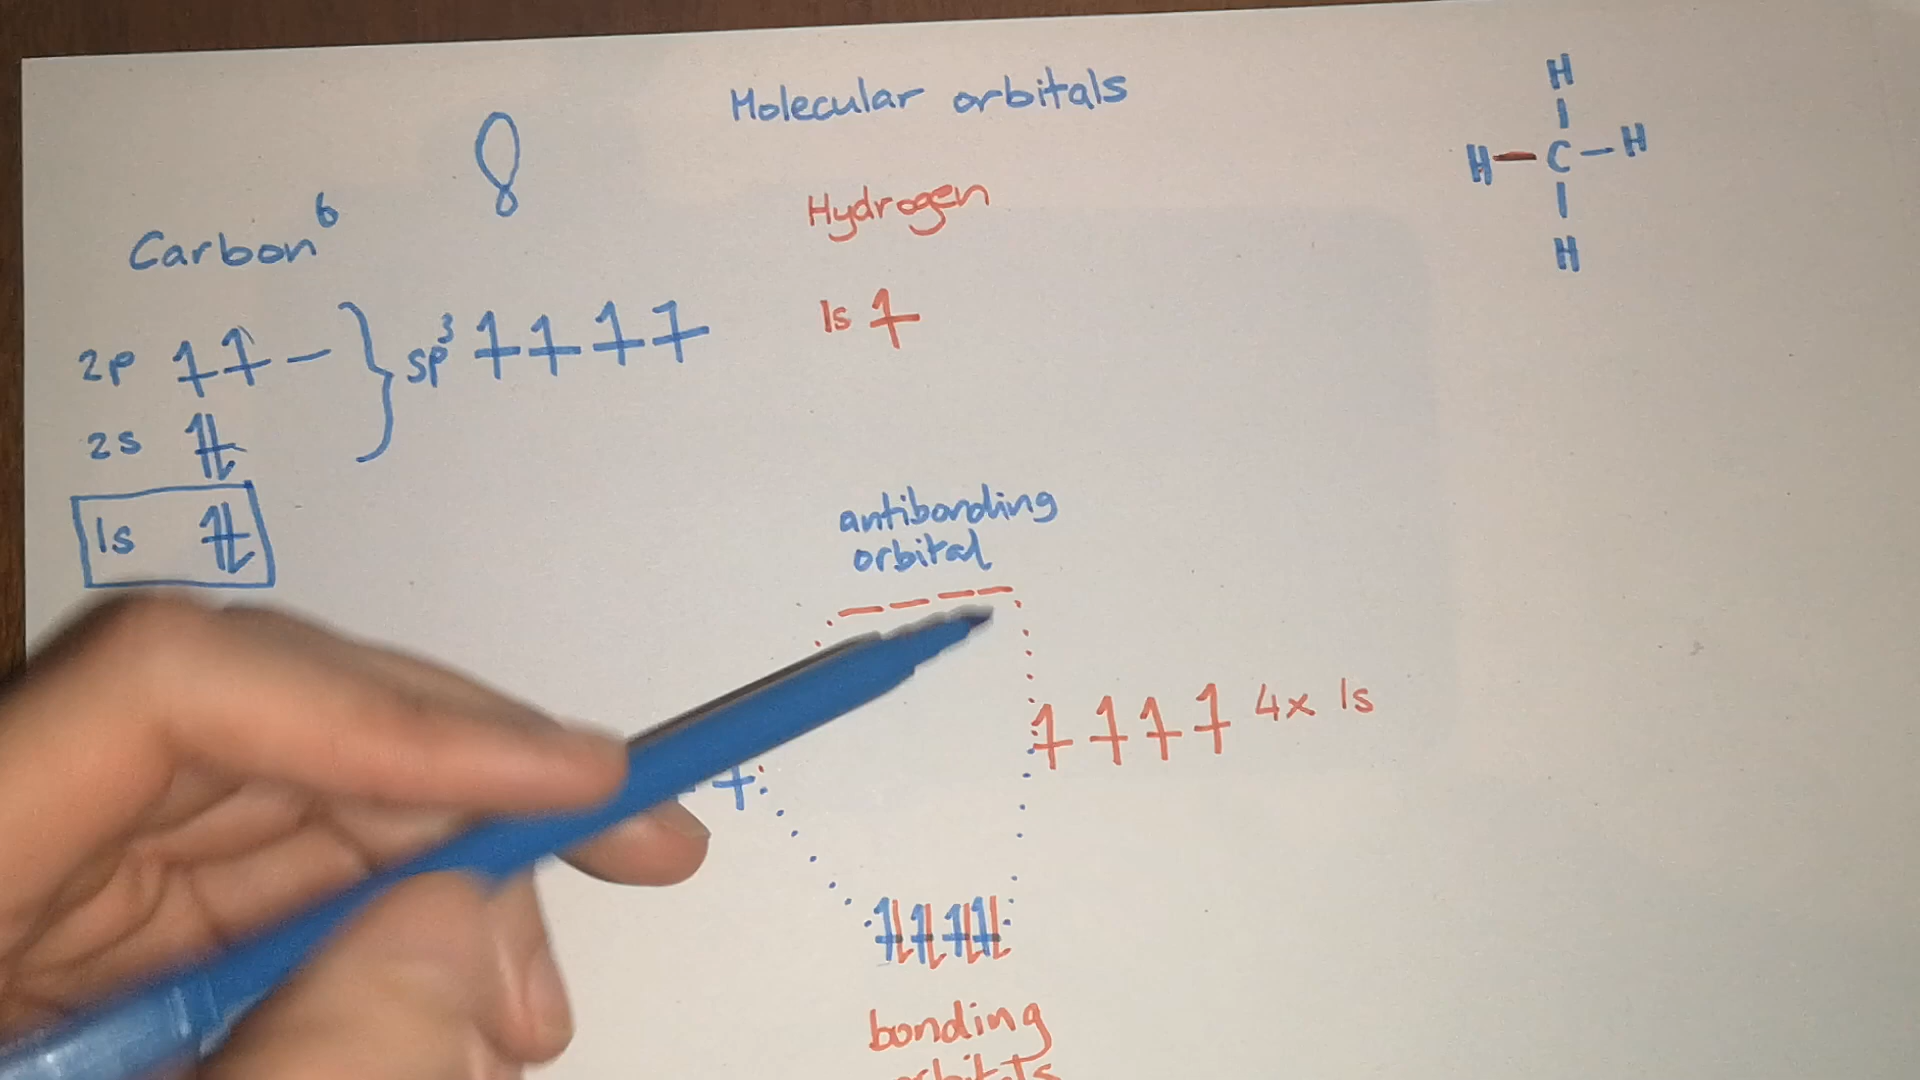 Molecular orbitals
H
H – C – H
H
Carbon 6
Hydrogen
2p
sp3
1s
2s
1s
antibonding
orbital
4x 1s
bonding